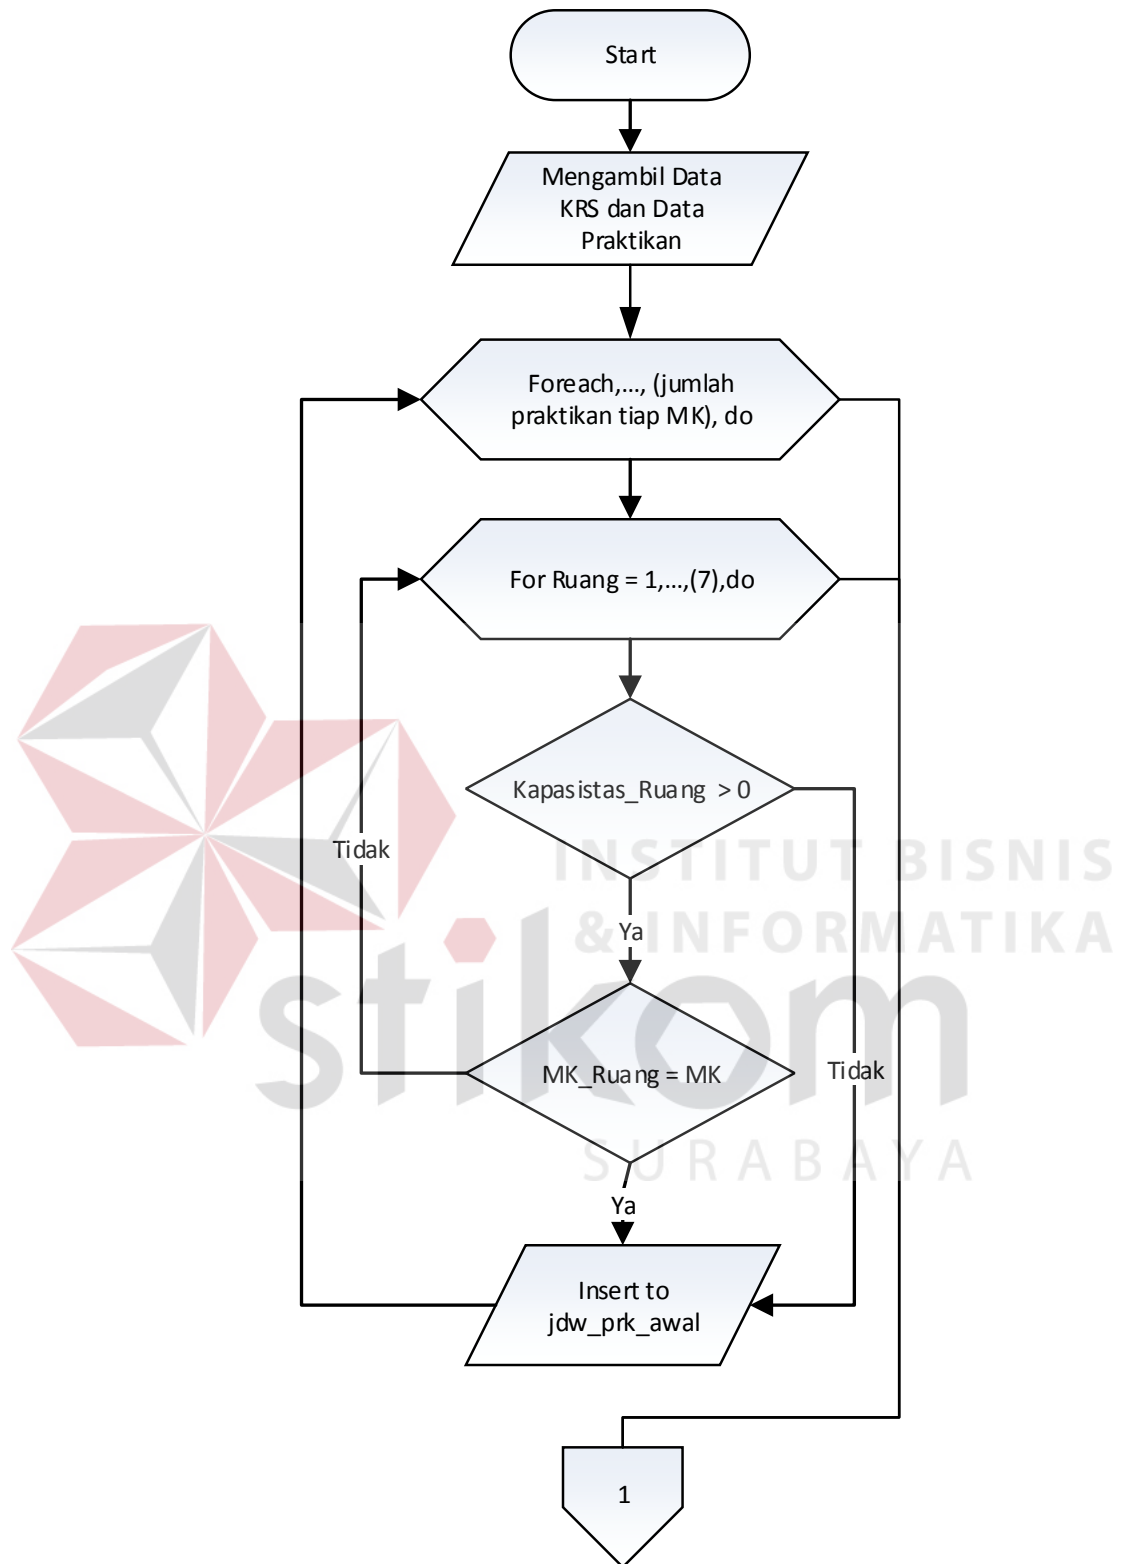 Start
Mengambil Data
KRS dan Data
Praktikan
Foreach,..., (jumlah
praktikan tiap MK), do
For Ruang = 1,...,(7),do
Kapasistas_Ruang > 0
Tidak
INSTITUT BISNIS
Ya
& INFORMATIKA
stikom
MK_Ruang = MK
Tidak
SURABAYA
Ya
Insert to
jdw_prk_awal
1